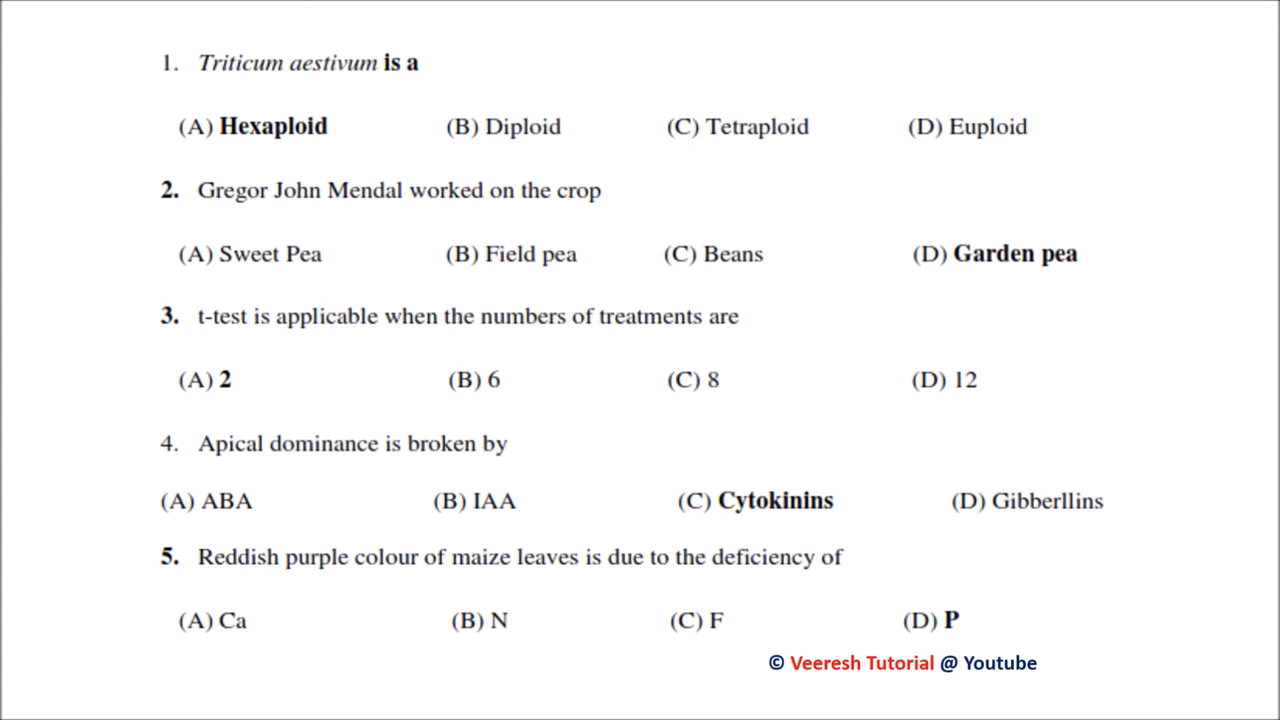 1. Triticum aestivum is a
(A) Hexaploid (B) Diploid (C) Tetraploid (D) Euploid
2. Gregor John Mendal worked on the crop
(A) Sweet Pea (B) Field pea (C) Beans (D) Garden pea
3. t-test is applicable when the numbers of treatments are
(A) 2 (B) 6 (C) 8 (D) 12
4. Apical dominance is broken by
(A) ABA (B) IAA (C) Cytokinins (D) Gibberllins
5. Reddish purple colour of maize leaves is due to the deficiency of
(A) Ca (B) N (C) F (D) P
© Veeresh Tutorial @ Youtube